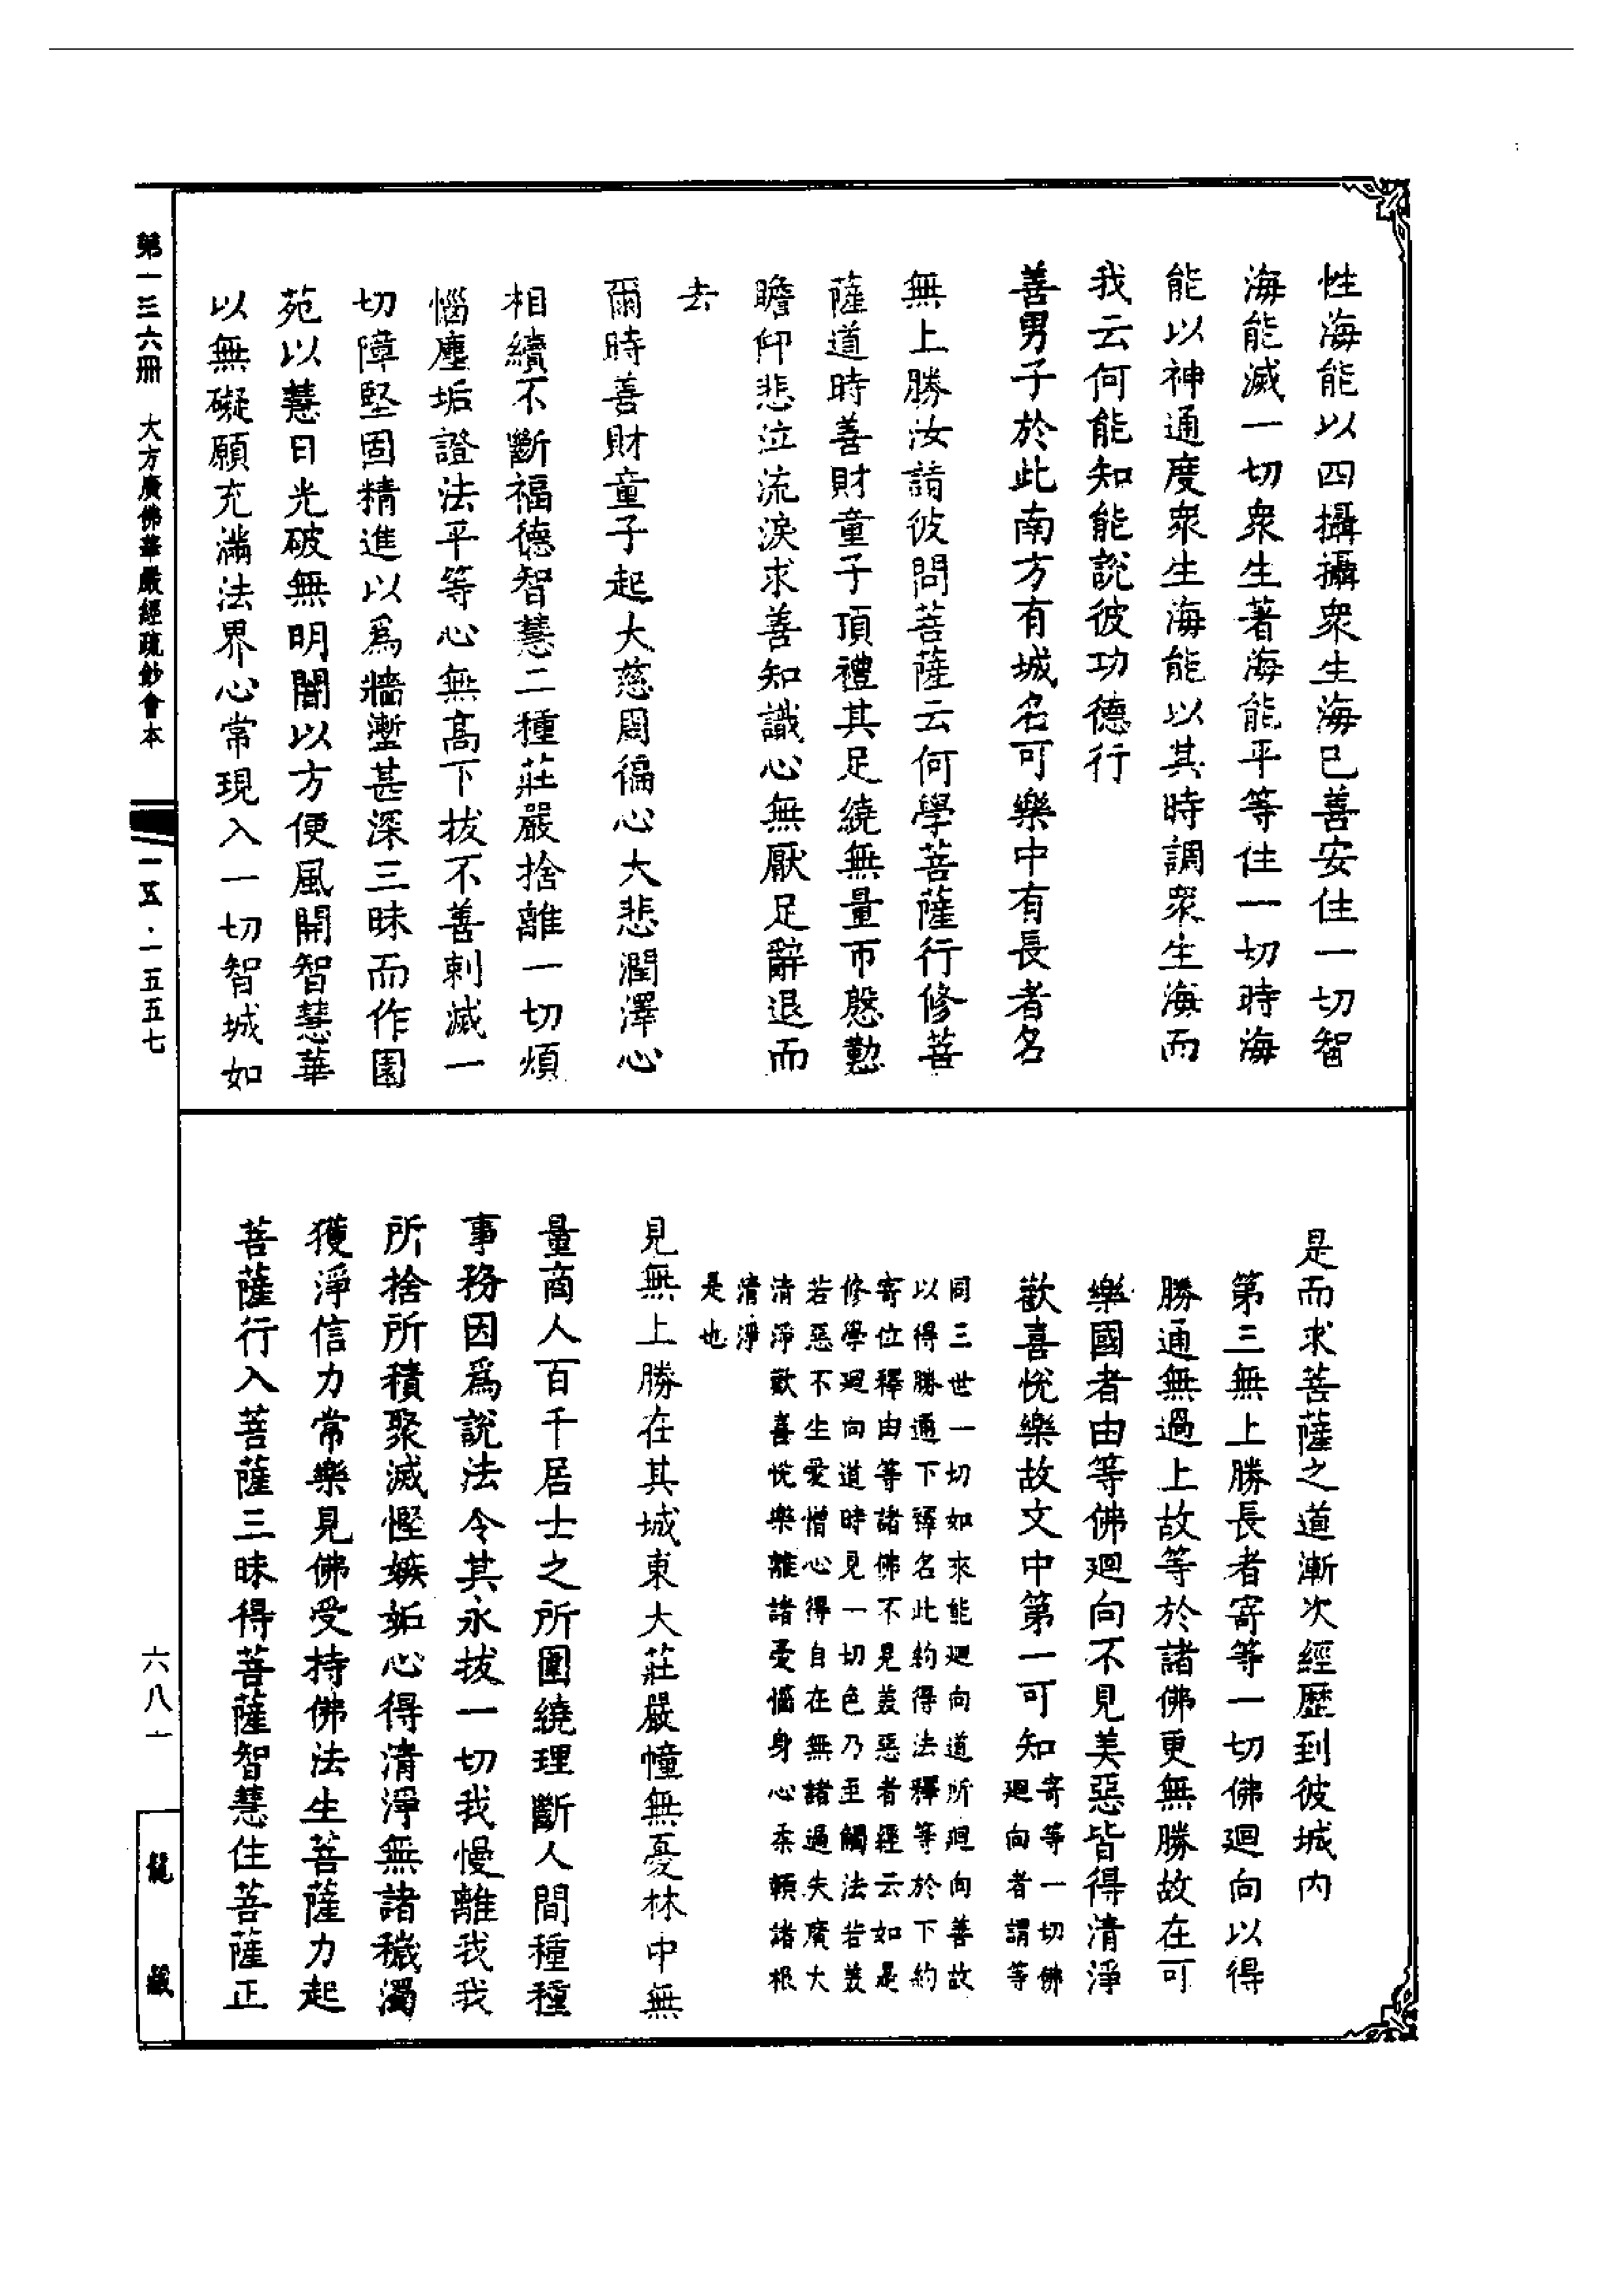 性海能以四攝攝衆生海已善安住一切智
海能滅一切衆生著海能平等住一切時海
能以神通度衆生海能以其時調衆生海而
我云何能知能說彼功德行
善男子於此南方有城名可樂中有長者名
無上勝汝詣彼問菩薩云何學菩薩行修菩
薩道時善財童子頂禮其足繞無量帀慇懃
瞻仰悲泣流淚求善知識心無厭足辭退而
去
爾時善財童子起大慈周徧心大悲潤澤心
相續不斷福德智慧二種莊嚴捨離一切煩
惱塵垢證法平等心無高下拔不善刺滅一
切障堅固精進以爲牆塹甚深三昧而作園
苑以慧日光破無明闇以方便風開智慧華
以無礙願充滿法界心常現入一切智城如
是而求菩薩之道漸次經歷到彼城内
第三無上勝長者寄等一切佛廻向以得
勝通無過上故等於諸佛更無勝故在可
樂國者由等佛廻向不見美惡皆得清淨
歡喜悅樂故文中第一可知寄等一切佛
廻向者謂等
同三世一切如來能廻向道所廻向善故
以得勝通下釋名此約得法釋等於下約
寄位釋由等諸佛不見美惡者經云如是
修學廻向道時見一切色乃至觸法若美
若惡不生愛憎心得自在無諸過失廣大
清淨歡喜悅樂離諸憂惱身心柔輭諸根
清淨
是也
見無上勝在其城東大莊嚴幢無憂林中無
量商人百千居士之所圍繞理斷人間種種
事務因爲說法令其永拔一切我慢離我我
所捨所積聚滅慳嫉妬心得清淨無諸穢濁
獲淨信力常樂見佛受持佛法生菩薩力起
菩薩行入菩薩三昧得菩薩智慧住菩薩正
第一三六冊 大方廣佛華嚴經疏鈔會本
一五·一五五七
六八一
龍藏